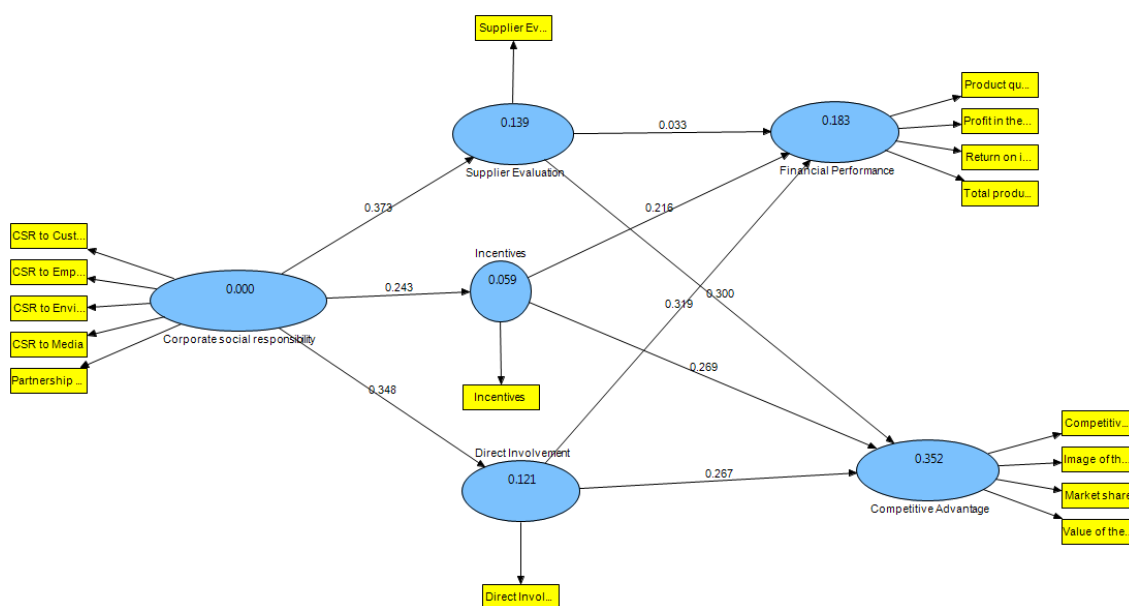 Supplier Ev...
0.139
Supplier Evaluation
0.033
0.183
Financial Performance
Product qu...
Profit in the...
Return on i...
Total produ...
0.373
0.216
CSR to Cust...
CSR to Emp...
CSR to Envi...
CSR to Media
Partnership ...
0.000
Corporate social responsibility
0.243
Incentives
0.059
0.300
0.319
0.269
Incentives
0.348
Direct Involvement
0.121
0.267
0.352
Competitive Advantage
Competitiv...
Image of th...
Market share
Value of the...
Direct Invol...